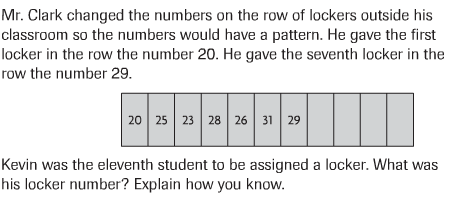 Mr. Clark changed the numbers on the row of lockers outside his
classroom so the numbers would have a pattern. He gave the first
locker in the row the number 20. He gave the seventh locker in the
row the number 29.
20 25 23 28 26 31 29
Kevin was the eleventh student to be assigned a locker. What was
his locker number? Explain how you know.